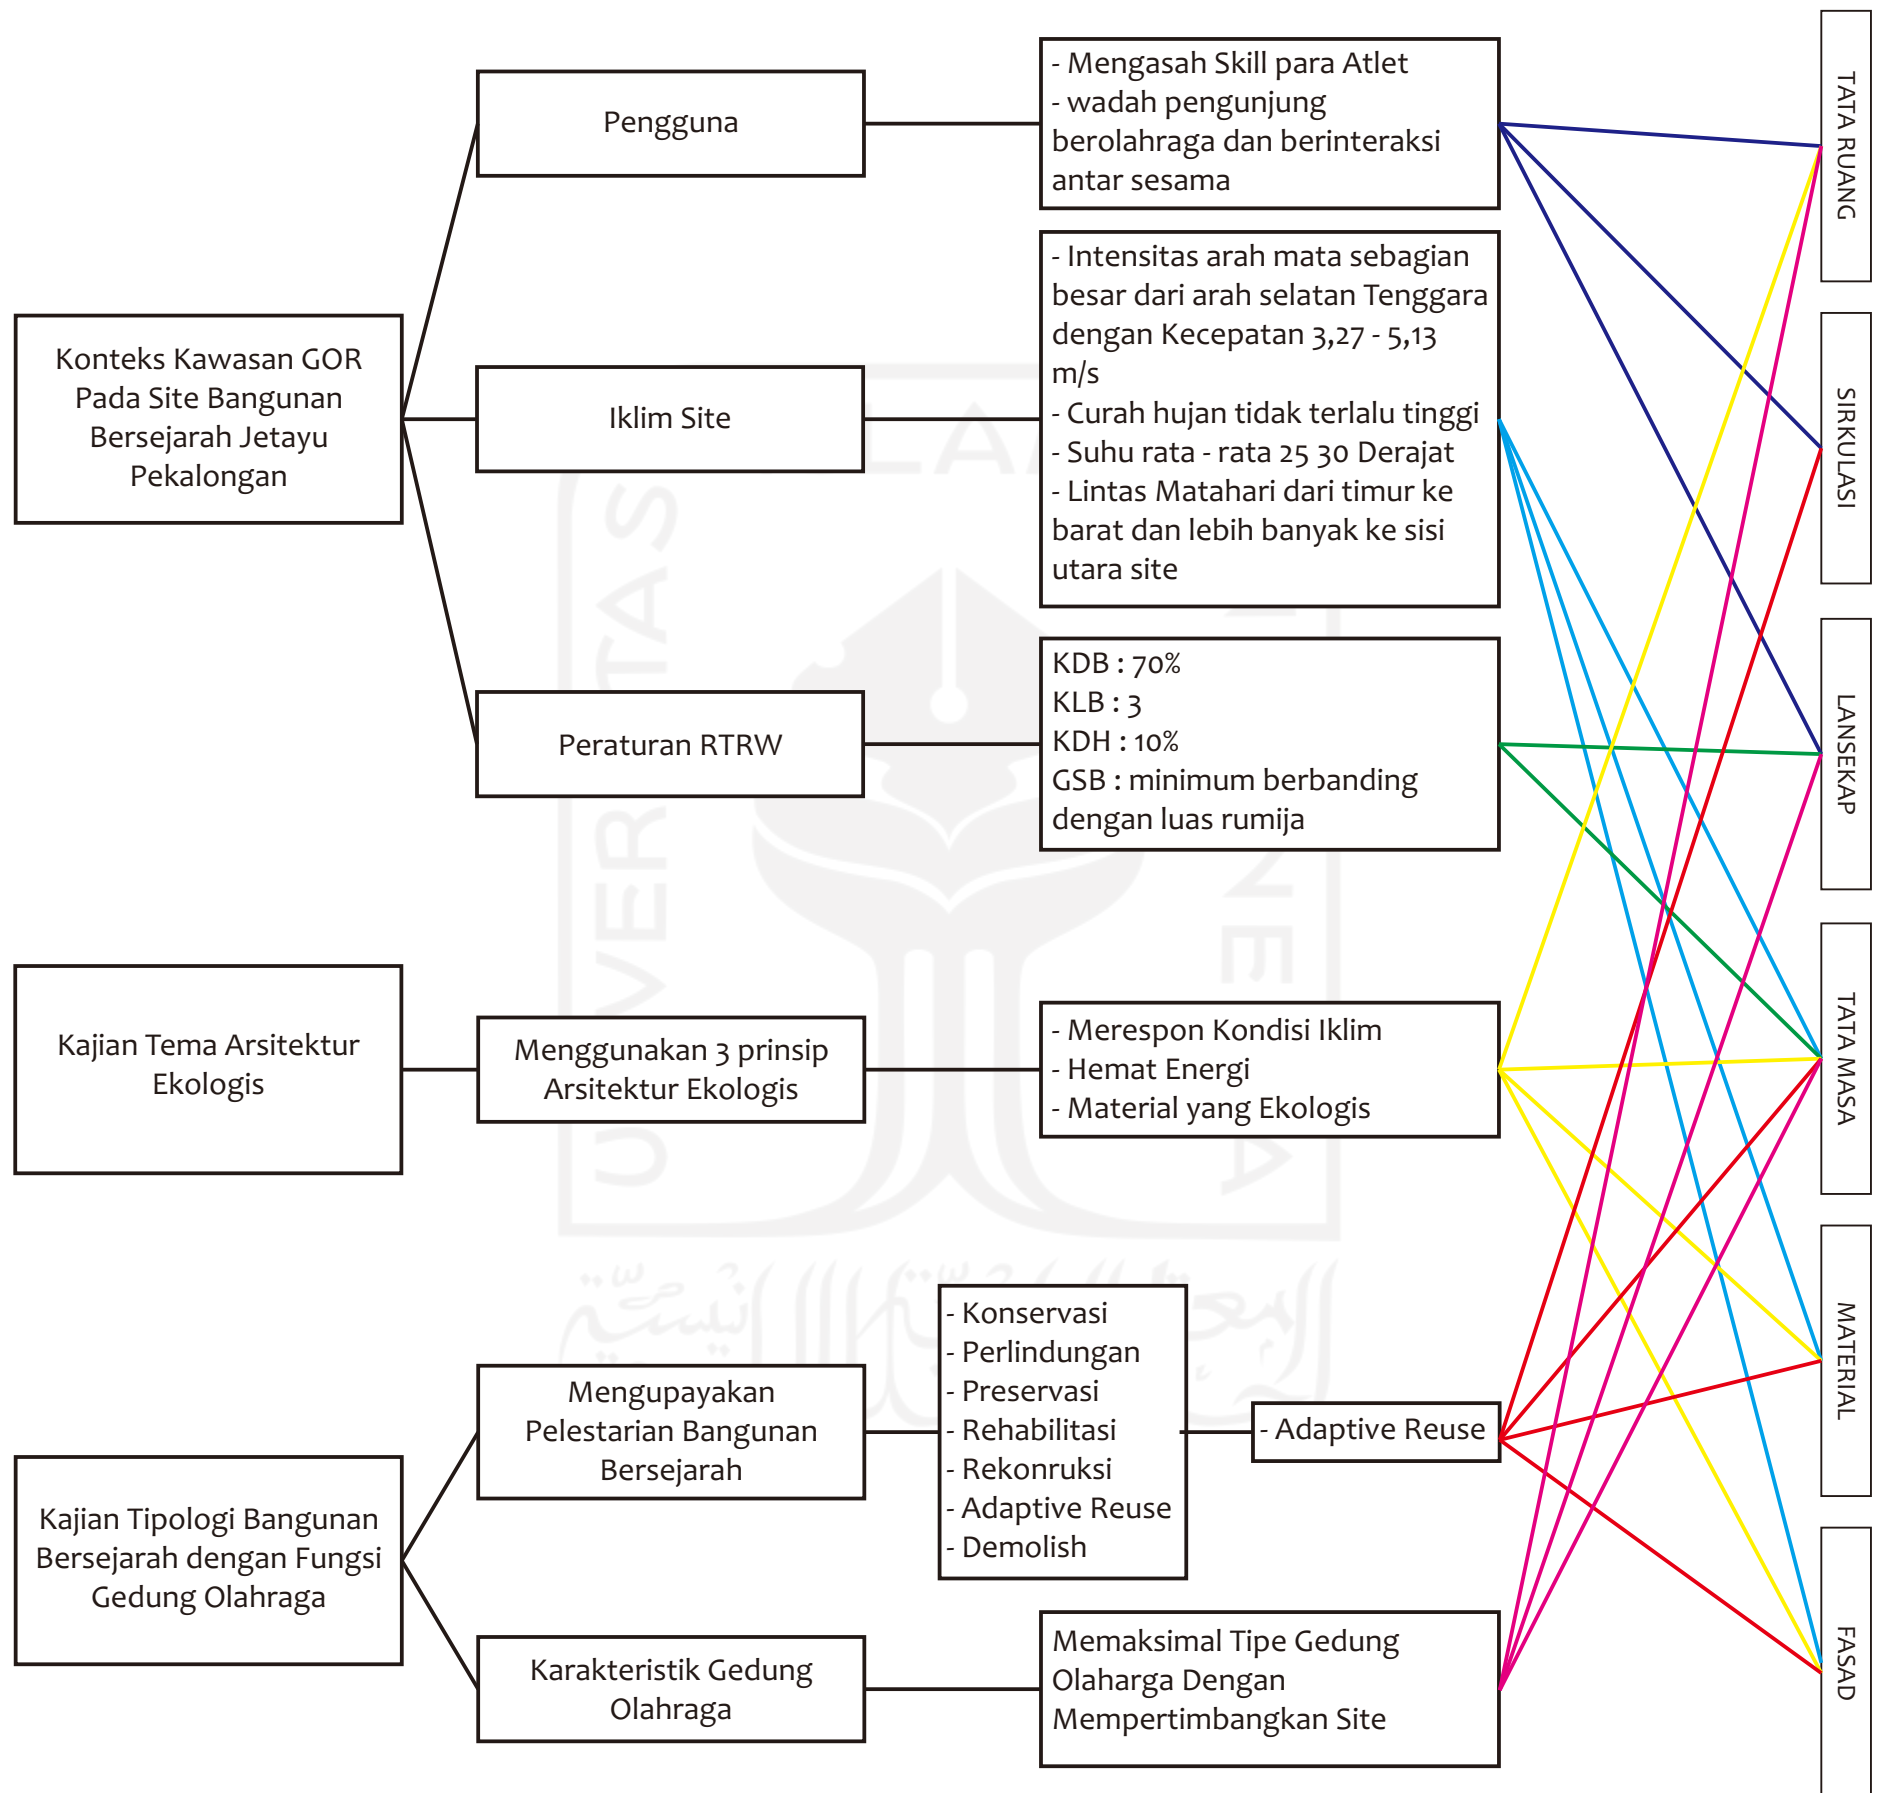 Konteks Kawasan GOR
Pada Site Bangunan
Bersejarah Jetayu
Pekalongan
Pengguna
- Mengasah Skill para Atlet
- wadah pengunjung
berolahraga dan berinteraksi
antar sesama
Iklim Site
- Intensitas arah mata sebagian
besar dari arah selatan Tenggara
dengan Kecepatan 3,27 - 5,13
m/s
- Curah hujan tidak terlalu tinggi
- Suhu rata - rata 25 30 Derajat
- Lintas Matahari dari timur ke
barat dan lebih banyak ke sisi
utara site
Peraturan RTRW
KDB : 70%
KLB : 3
KDH : 10%
GSB : minimum berbanding
dengan luas rumija
Kajian Tema Arsitektur
Ekologis
Menggunakan 3 prinsip
Arsitektur Ekologis
- Merespon Kondisi Iklim
- Hemat Energi
- Material yang Ekologis
Kajian Tipologi Bangunan
Bersejarah dengan Fungsi
Gedung Olahraga
Mengupayakan
Pelestarian Bangunan
Bersejarah
- Konservasi
- Perlindungan
- Preservasi
- Rehabilitasi
- Rekonruksi
- Adaptive Reuse
- Demolish
- Adaptive Reuse
Karakteristik Gedung
Olahraga
Memaksimal Tipe Gedung
Olaharga Dengan
Mempertimbangkan Site
TATA RUANG
SIRKULASI
LANSEKAP
TATA MASA
MATERIAL
FASAD